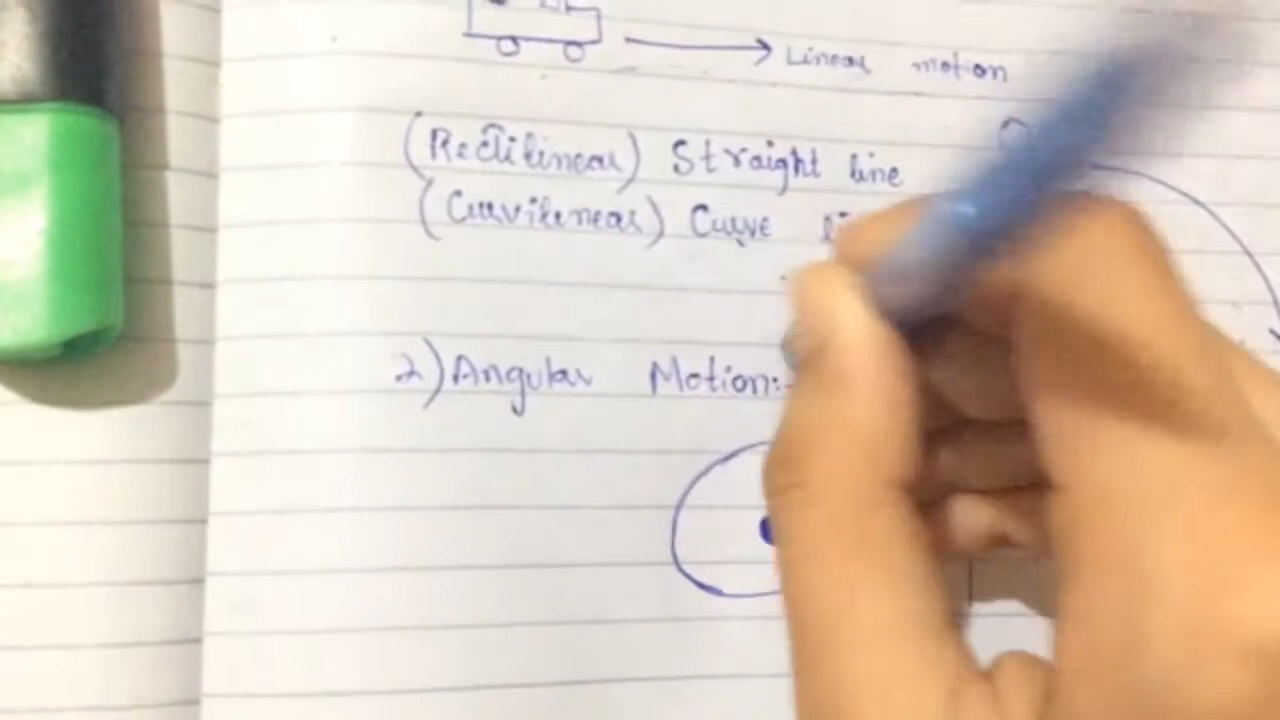 Linear motion
(Rectilinear) Straight line
(Curvilinear) Curve
2) Angular Motion:-